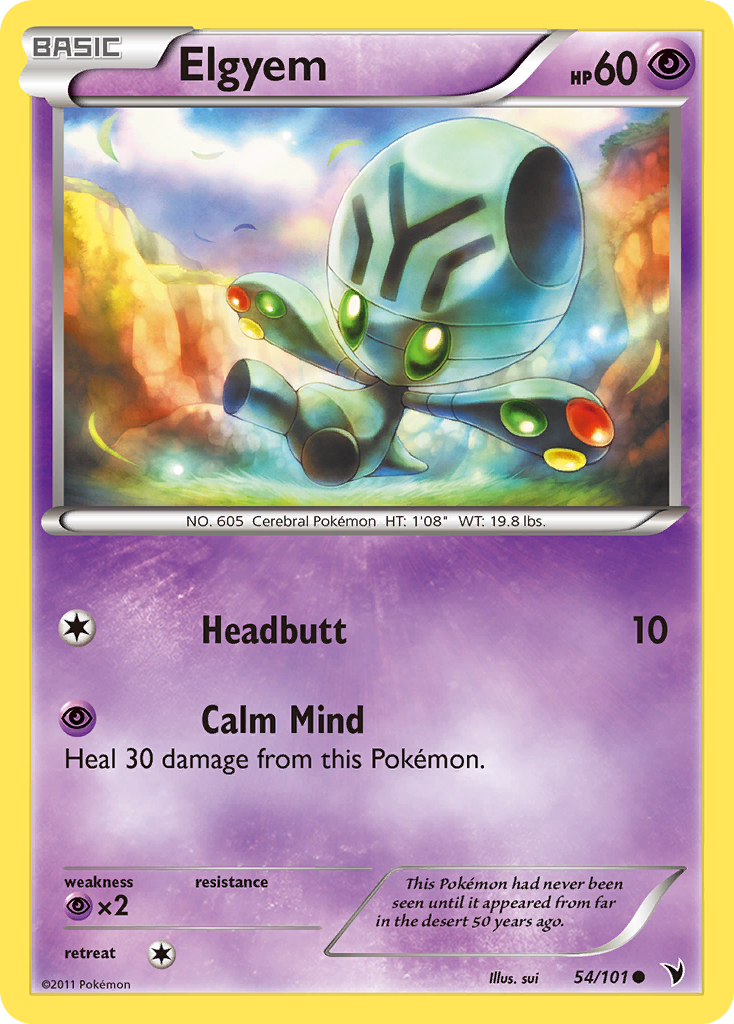 BASIC
Elgyem
HP60
NO. 605 Cerebral Pokémon HT: 1'08" WT: 19.8 lbs.
Headbutt 10
Calm Mind
Heal 30 damage from this Pokémon.
weakness resistance
×2
This Pokémon had never been
seen until it appeared from far
in the desert 50 years ago.
retreat
©2011 Pokémon
Illus. sui 54/101